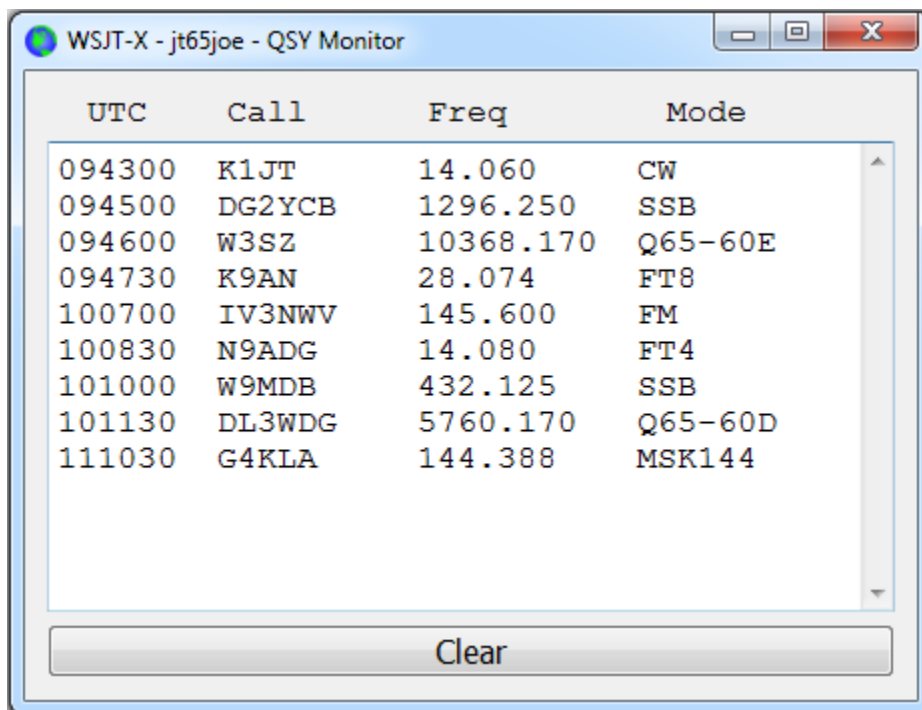 WSJT-X - jt65joe - QSY Monitor
UTC Call Freq Mode
094300 K1JT 14.060 CW
094500 DG2YCB 1296.250 SSB
094600 W3SZ 10368.170 Q65-60E
094730 K9AN 28.074 FT8
100700 IV3NWV 145.600 FM
100830 N9ADG 14.080 FT4
101000 W9MDB 432.125 SSB
101130 DL3WDG 5760.170 Q65-60D
111030 G4KLA 144.388 MSK144
Clear